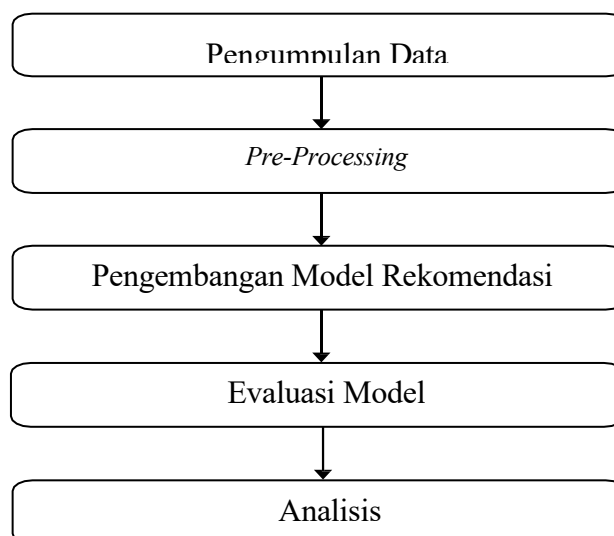 Pengumpulan Data
Pre-Processing
Pengembangan Model Rekomendasi
Evaluasi Model
Analisis